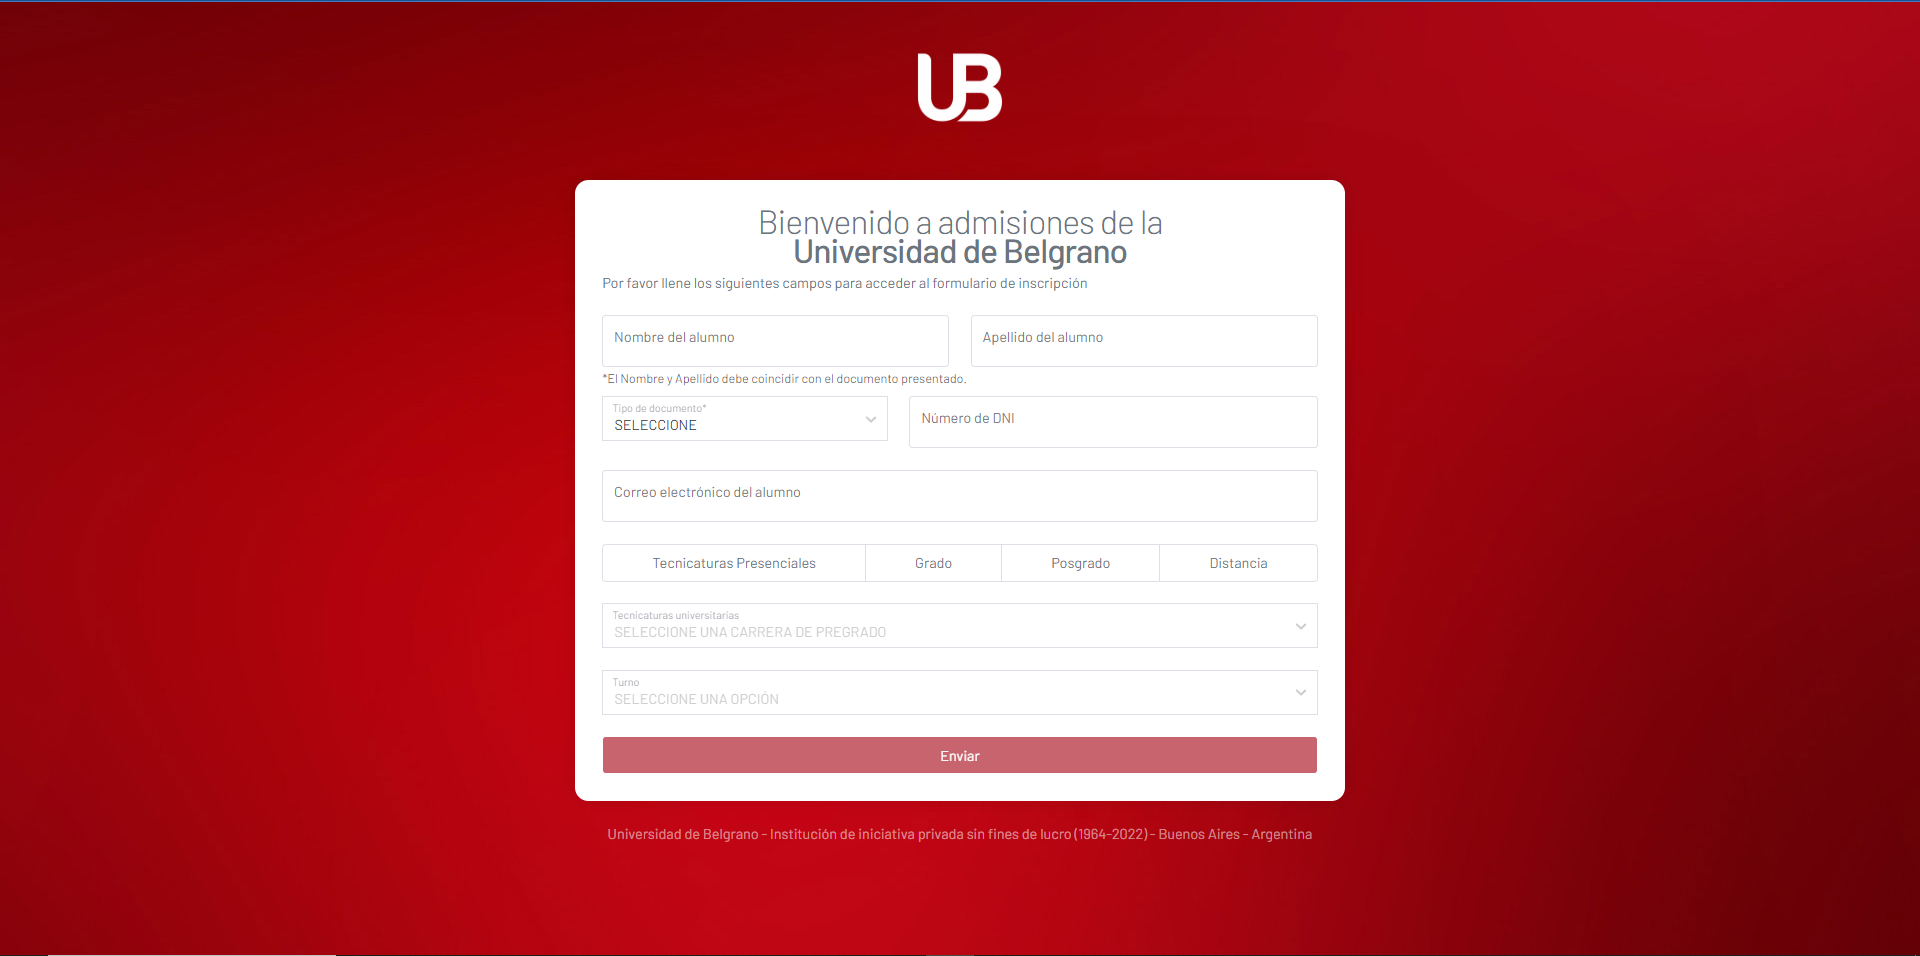 UB
Bienvenido a admisiones de la
Universidad de Belgrano
Por favor llene los siguientes campos para acceder al formulario de inscripción
Nombre del alumno
Apellido del alumno
*El Nombre y Apellido debe coincidir con el documento presentado.
Tipo de documento*
SELECCIONE
Número de DNI
Correo electrónico del alumno
Tecnicaturas Presenciales
Grado
Posgrado
Distancia
Tecnicaturas universitarias
SELECCIONE UNA CARRERA DE PREGRADO
Turno
SELECCIONE UNA OPCIÓN
Enviar
Universidad de Belgrano - Institución de iniciativa privada sin fines de lucro (1964-2022) - Buenos Aires - Argentina